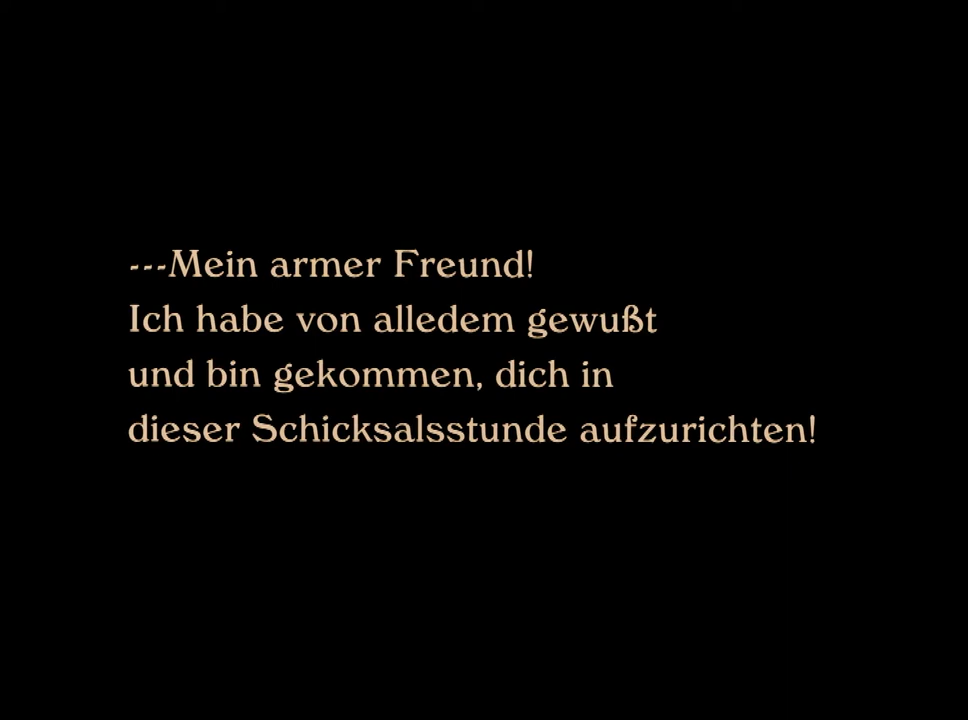 ---Mein armer Freund!
Ich habe von alledem gewußt
und bin gekommen, dich in
dieser Schicksalsstunde aufzurichten!